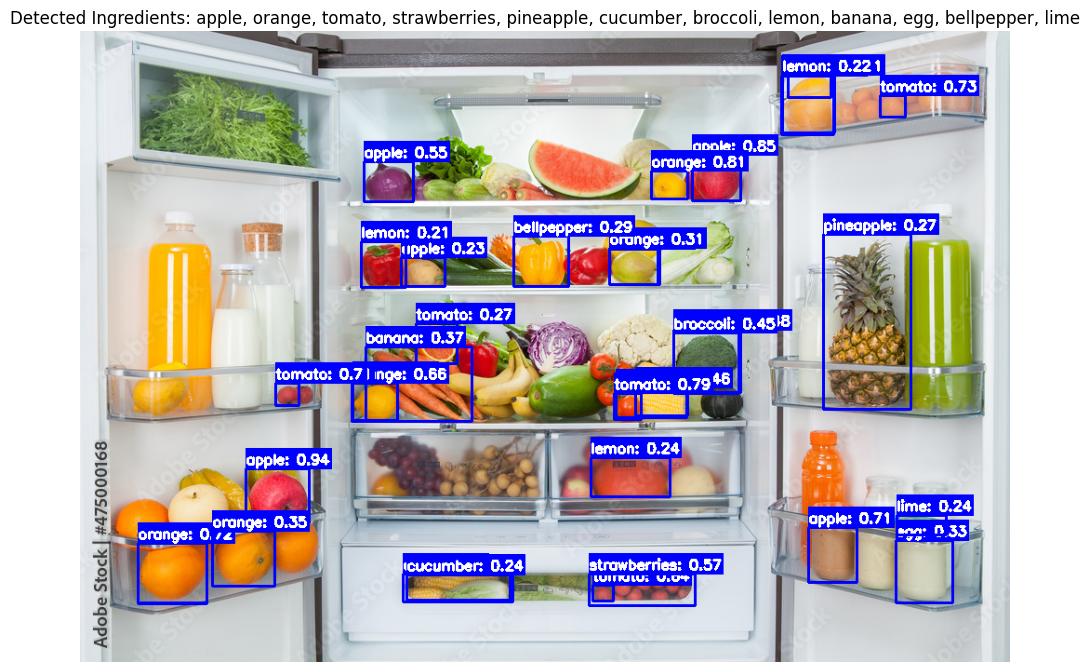 Detected Ingredients: apple, orange, tomato, strawberries, pineapple, cucumber, broccoli, lemon, banana, egg, bellpepper, lime
lemon: 0.22
tomato: 0.73
apple: 0.85
apple: 0.55
orange: 0.81
pineapple: 0.27
bellpepper: 0.29
lemon: 0.21
orange: 0.31
apple: 0.23
tomato: 0.27
broccoli: 0.45
banana: 0.37
tomato: 0.7
nge: 0.66
46
tomato: 0.79
lemon: 0.24
apple: 0.94
lime: 0.24
apple: 0.71
orange: 0.35
orange: 0.72
egg: 0.33
cucumber: 0.24
strawberries: 0.57
tomato: 0.64
Adobe Stock | #475000168